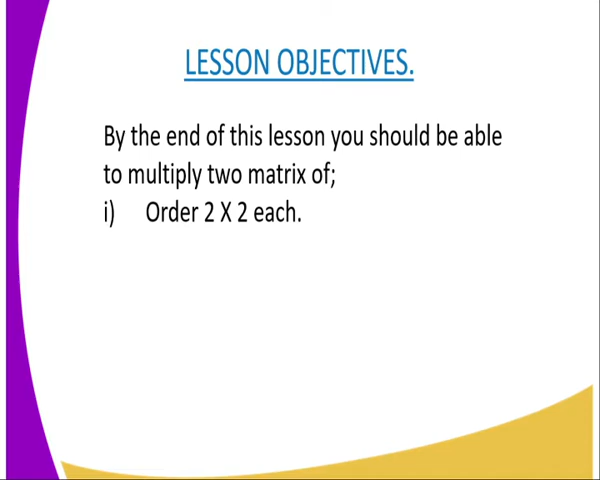 LESSON OBJECTIVES.
By the end of this lesson you should be able
to multiply two matrix of;
i) Order 2 X 2 each.